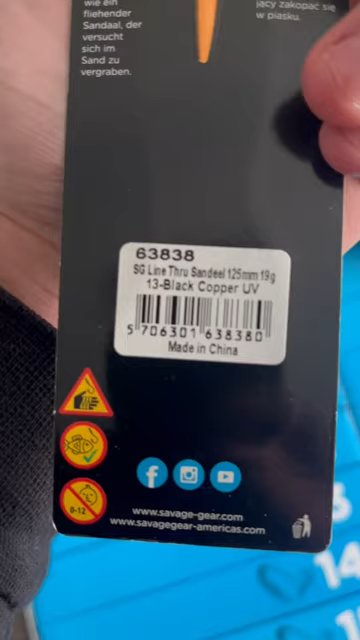 wie ein
fliehender
Sandaal, der
versucht
sich im
Sand zu
vergraben.
jący zakopać się
w piasku.
63838
SG Line Thru Sandeel 125mm 19g
13-Black Copper UV
5 706301 638380
Made in China
0-12
www.savage-gear.com
www.savagegear-americas.com
14